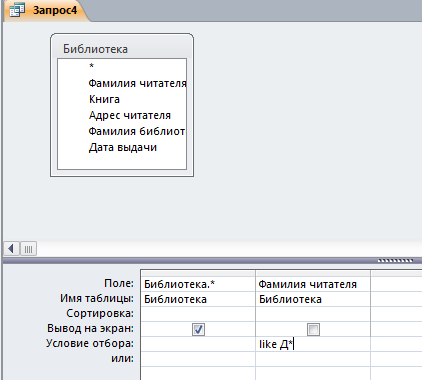 Запрос4
Библиотека
*
Фамилия читателя
Книга
Адрес читателя
Фамилия библиот
Дата выдачи
Поле: Библиотека.* Фамилия читателя
Имя таблицы: Библиотека Библиотека
Сортировка:
Вывод на экран:
Условие отбора: like Д*
или: